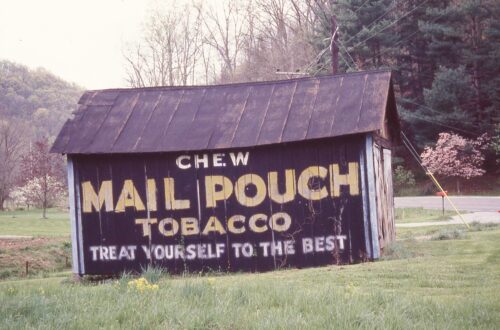 CHEW
MAIL POUCH
TOBACCO
TREAT YOURSELF TO THE BEST